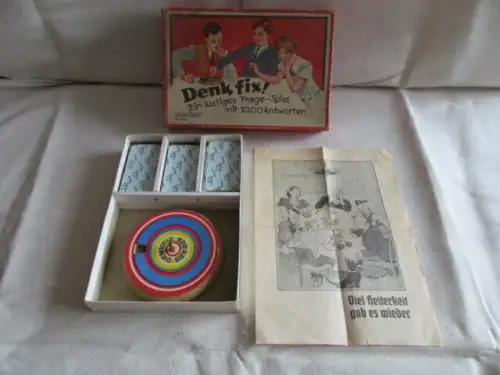 Denk fix!
Ein lustiges Frage-Spiel
mit 1000 Antworten
Viel Heiterkeit
gab es wieder